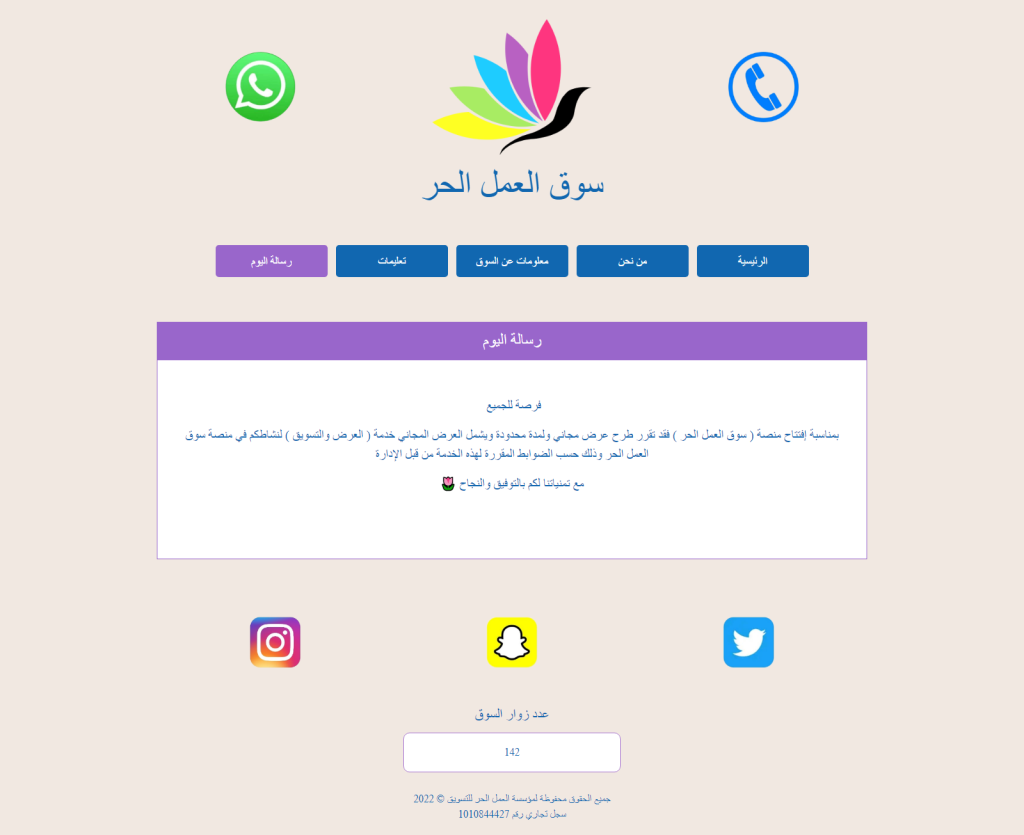 سوق العمل الحر
الرئيسية
من نحن
معلومات عن السوق
تعليمات
رسالة اليوم
رسالة اليوم
فرصة للجميع
بمناسبة إفتتاح منصة ( سوق العمل الحر ) فقد تقرر طرح عرض مجاني ولمدة محدودة ويشمل العرض المجاني خدمة ( العرض والتسويق ) لنشاطكم في منصة سوق
العمل الحر وذلك حسب الضوابط المقررة لهذه الخدمة من قبل الإدارة
مع تمنياتنا لكم بالتوفيق والنجاح 🌷
عدد زوار السوق
142
جميع الحقوق محفوظة لمؤسسة العمل الحر للتسويق © 2022
سجل تجاري رقم 1010844427